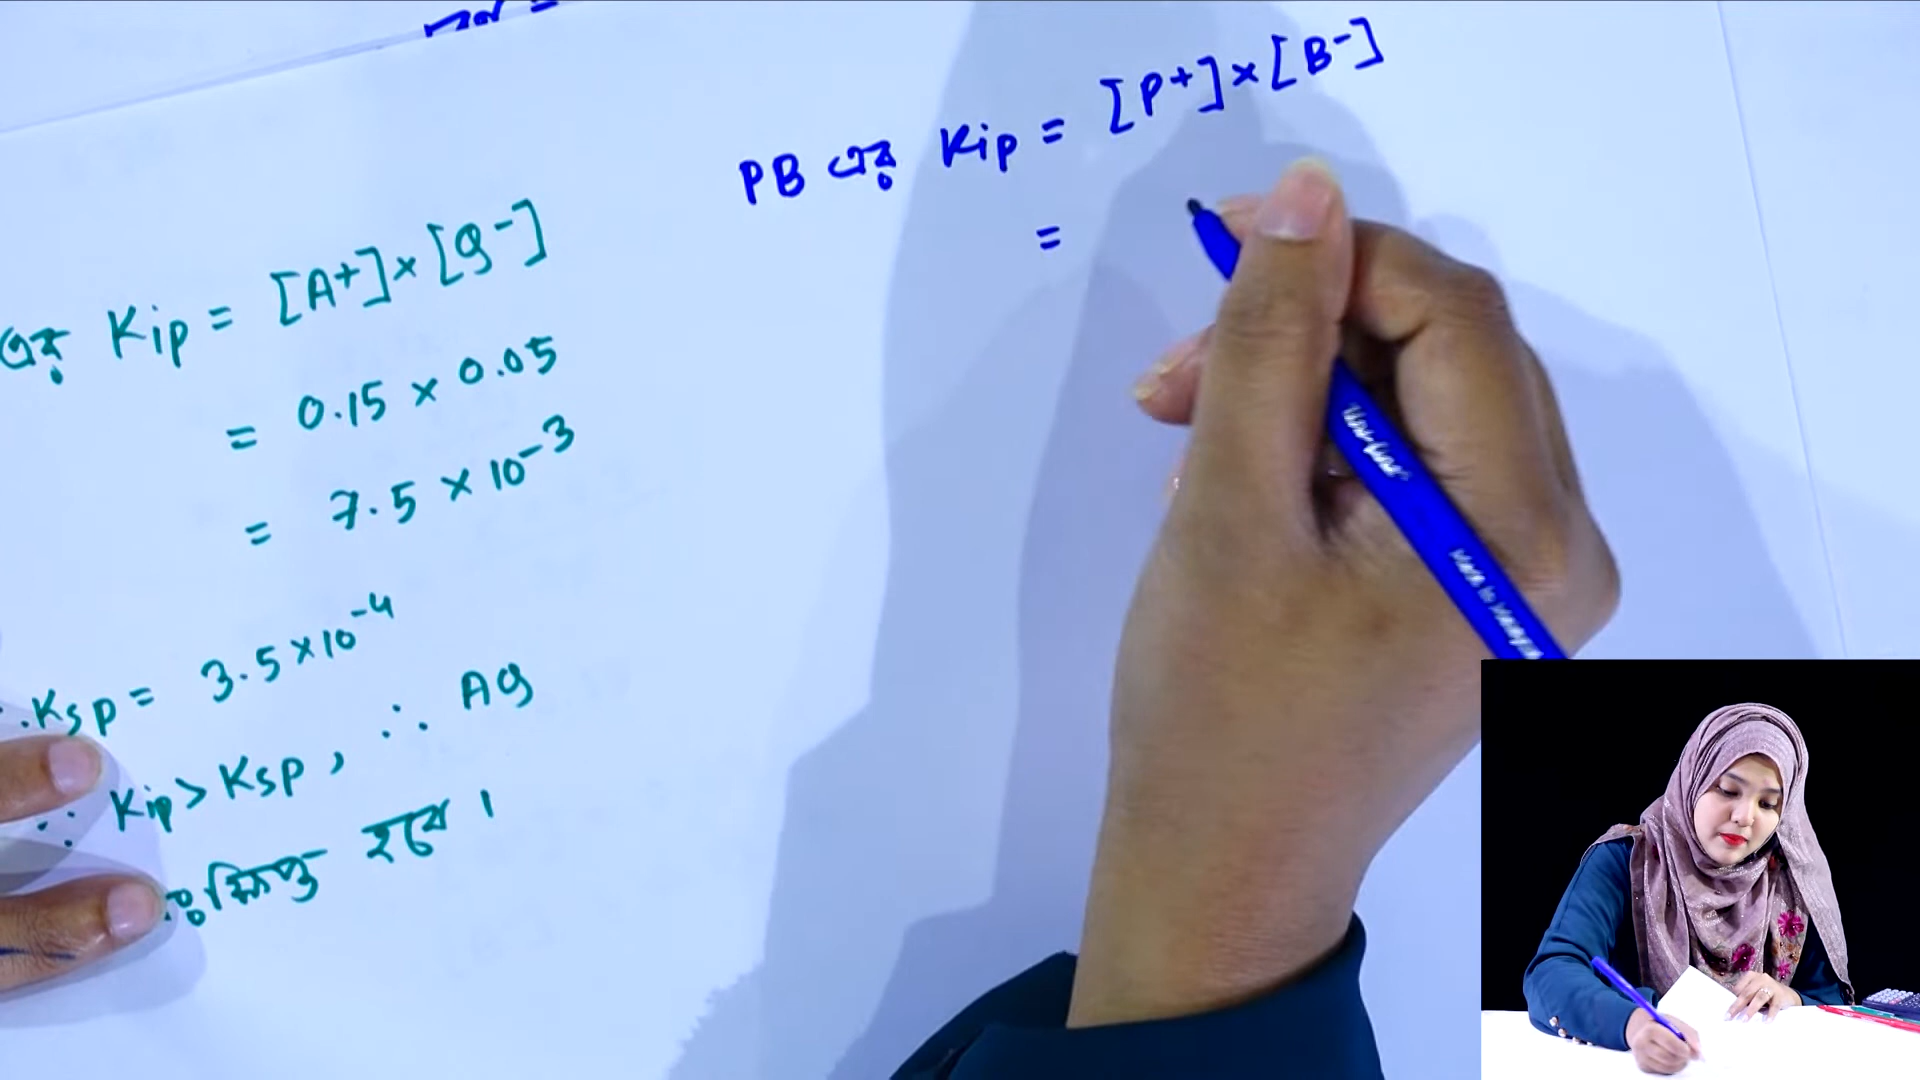 এর Kip = [A+]×[Q-]
= 0.15 × 0.05
= 7.5 × 10-3
Ksp = 3.5×10-4
∴ Kip > Ksp, ∴ AQ
হবে।
PB এর Kip = [P+]×[B-]
=